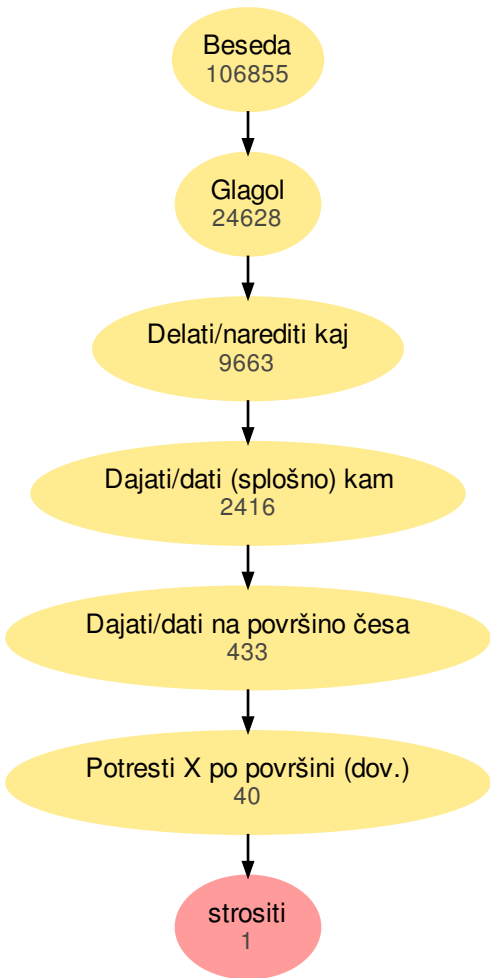 Beseda
106855
Glagol
24628
Delati/narediti kaj
9663
Dajati/dati (splošno) kam
2416
Dajati/dati na površino česa
433
Potresti X po površini (dov.)
40
strositi
1